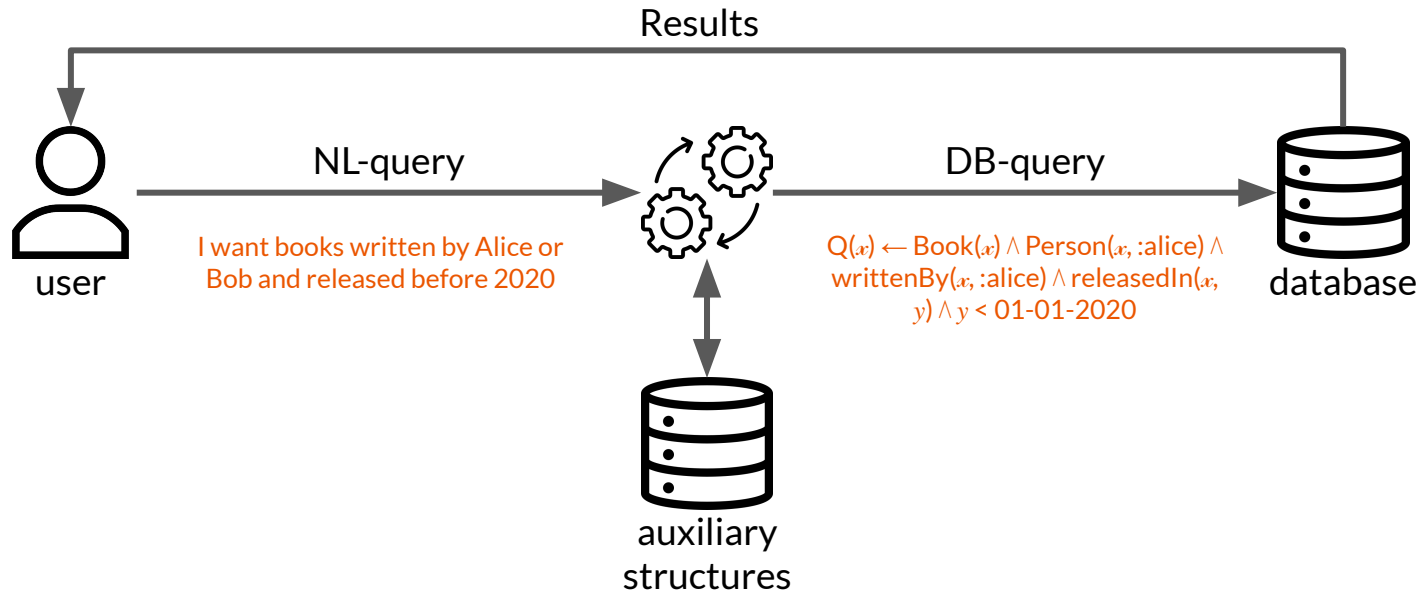 Results
NL-query
DB-query
I want books written by Alice or
Bob and released before 2020
Q(𝓍) ← Book(𝓍) ∧ Person(𝓍, :alice) ∧
writtenBy(𝓍, :alice) ∧ releasedIn(𝓍,
y) ∧ y < 01-01-2020
user
database
auxiliary
structures